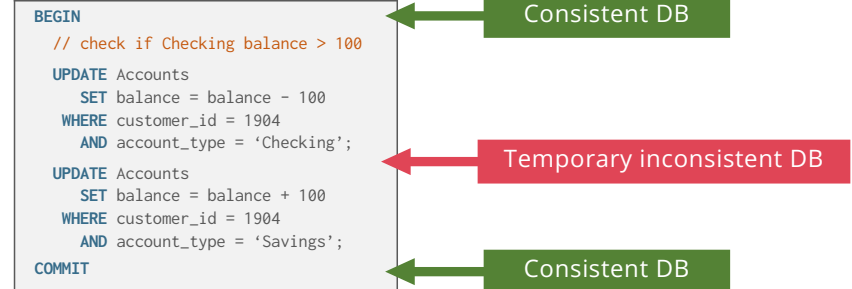 BEGIN
Consistent DB
// check if Checking balance > 100
UPDATE Accounts
SET balance = balance - 100
WHERE customer_id = 1904
AND account_type = ‘Checking’;
Temporary inconsistent DB
UPDATE Accounts
SET balance = balance + 100
WHERE customer_id = 1904
AND account_type = ‘Savings’;
COMMIT
Consistent DB